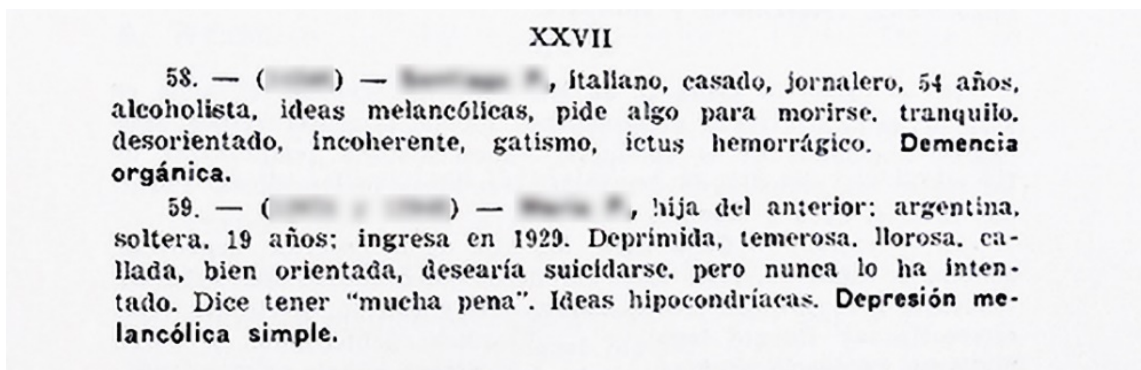 XXVII
58. — ( ) — , italiano, casado, jornalero, 54 años,
alcoholista, ideas melancólicas, pide algo para morirse. tranquilo.
desorientado, incoherente, gatismo, ictus hemorrágico. Demencia
orgánica.
59. — ( ) — , hija del anterior: argentina,
soltera. 19 años: ingresa en 1929. Deprimida, temerosa. llorosa. ca-
llada, bien orientada, desearía suicidarse. pero nunca lo ha inten-
tado. Dice tener "mucha pena". Ideas hipocondríacas. Depresión me-
lancólica simple.